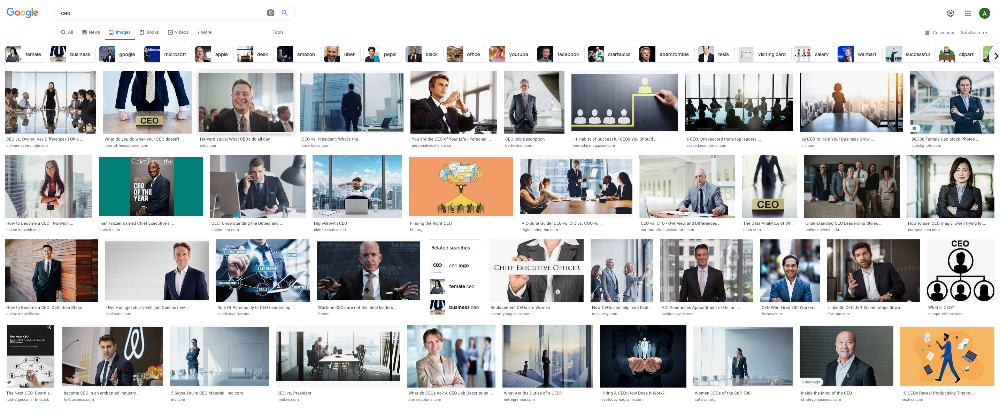 Google
ceo
A
All
News
Images
Books
Videos
More
Tools
Collections
SafeSearch
female
business
google
microsoft
apple
desk
amazon
uber
pepsi
black
office
youtube
facebook
starbucks
abercrombie
tesla
visiting card
salary
walmart
successful
clipart
CEO
CEO vs. Owner: Key Differences | Ohio ...
onlinemasters.ohio.edu
What do you do when your CEO doesn't ...
heartofthecustomer.com
Harvard study: What CEOs do all day
cnbc.com
CEO vs. President: What's the ...
smartasset.com
You are the CEO of Your Life - Personal ...
personalexcellence.co
CEO Job Description
betterteam.com
11 Habits of Successful CEOs You Should ...
ceotodaymagazine.com
a CEO: Unexpected traits top leaders ...
execed.economist.com
as CEO to Help Your Business Grow ...
inc.com
90,338 Female Ceo Stock Photos ...
istockphoto.com
Chief Executive
CEO
OF THE
YEAR
CEO
How to Become a CEO | Norwich ...
online.norwich.edu
Ken Frazier named Chief Executive's ...
merck.com
CEO: Understanding the Duties and ...
hashmicro.com
High-Growth CEO
chiefexecutive.net
Finding the Right CEO
hbr.org
A C-Suite Guide: CEO vs. CIO vs. COO vs ...
digital-adoption.com
CEO vs. CFO - Overview and Differences ...
corporatefinanceinstitute.com
The Data Analytics of Wh...
tibco.com
Understanding CEO Leadership Styles ...
online.norwich.edu
How to use 'CEO magic' when trying to ...
europeanceo.com
MOTIVATION
VISION
LEADERSHIP
RESPONSIBILITY
SKILLS
COMPETENCE
THE ECONOMIC CLUB
Related searches
ceo
ceo logo
female ceo
business ceo
CHIEF EXECUTIVE OFFICER
CEO
How to Become a CEO: Definition Steps ...
online.maryville.edu
Uwe Hochgeschurtz will join Opel as new ...
stellantis.com
Role Of Personality In CEO Leadership ...
chiefexecutive.net
Wartime CEOs are not the ideal leaders ...
ft.com
Replacement CEOs are Women ...
securitymagazine.com
How CEOs can help lead tech...
mckinsey.com
ACI Announces Appointment of Odilon ...
businesswire.com
CEO Who Fired 900 Workers...
forbes.com
LinkedIn CEO Jeff Weiner steps down ...
fortune.com
What is CEO?
computerhope.com
R
The Next CEO
Board and CEO Perspectives for Successful
CEO Succession
5 days ago
The Next CEO: Board a...
routledge.com · In stock
become CEO in an embattled industry ...
foxbusiness.com
5 Signs You're CEO Material | Inc.com
inc.com
CEO vs. President
findlaw.com
What do CEOs do? A CEO Job Description ...
steverrobbins.com
What Are the Duties of a CEO?
entrepreneur.com
Hiring A CEO: How Does It Work?
ceotodaymagazine.com
Women CEOs of the S&P 500
catalyst.org
Inside the Mind of the CEO
strategy-business.com
10 CEOs Reveal Productivity Tips to ...
nextiva.com